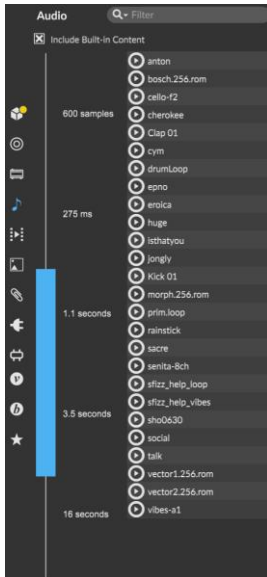 Audio
Filter
Include Built-in Content
anton
bosch.256.rom
cello-f2
600 samples
cherokee
Clap 01
cym
drumLoop
epno
eroica
275 ms
huge
isthatyou
jongly
Kick 01
morph.256.rom
1.1 seconds
prim.loop
rainstick
sacre
senita-8ch
sfizz_help_loop
sfizz_help_vibes
3.5 seconds
sho0630
social
talk
vector1.256.rom
vector2.256.rom
16 seconds
vibes-a1
v
b